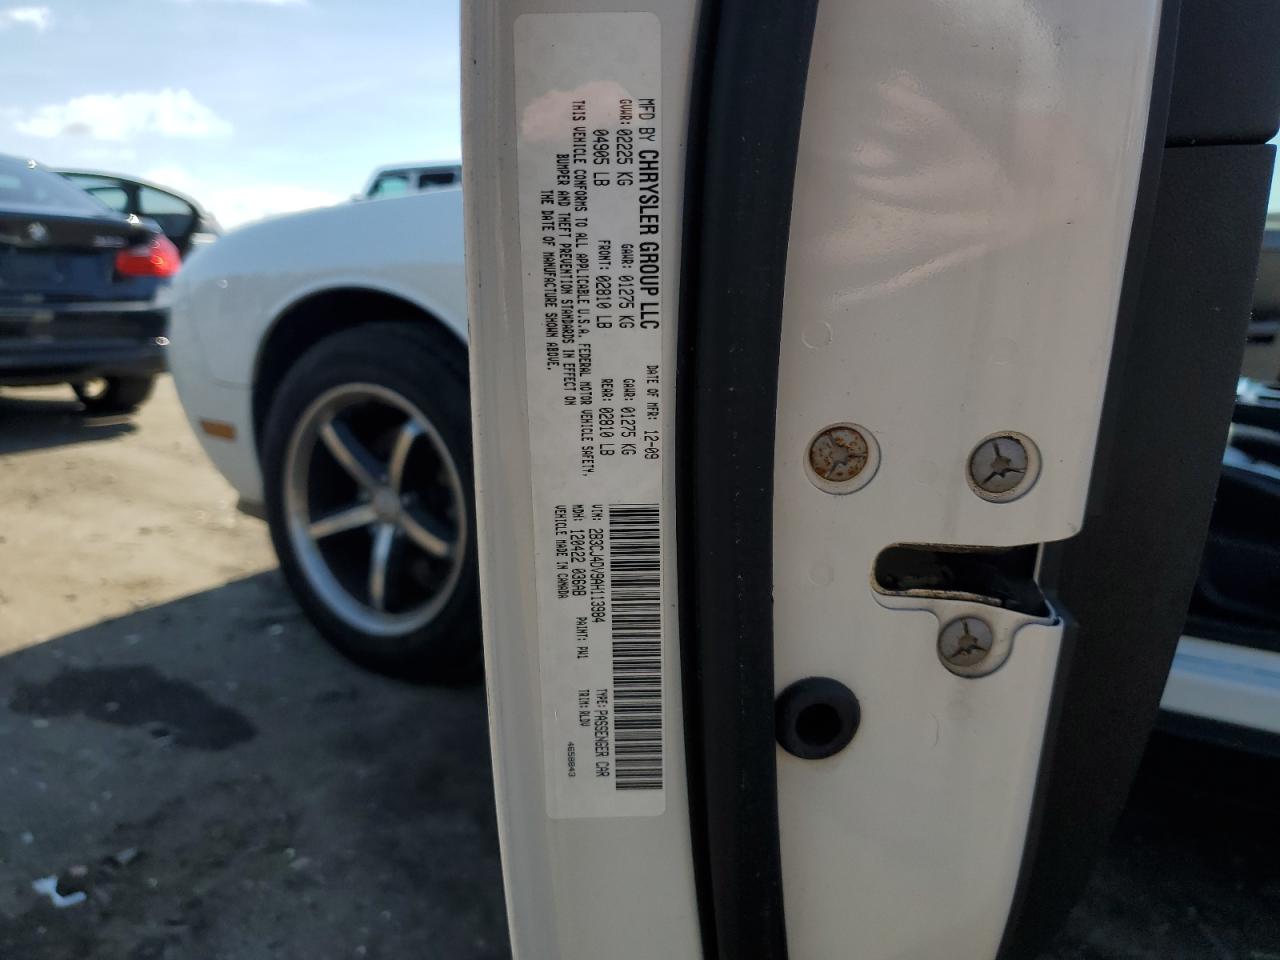 MFD BY CHRYSLER GROUP LLC DATE OF MFR: 12-09
GVWR: 02225 KG GAWR: 01275 KG GAWR: 01275 KG
04905 LB FRONT: 02810 LB REAR: 02810 LB
THIS VEHICLE CONFORMS TO ALL APPLICABLE U.S.A. FEDERAL MOTOR VEHICLE SAFETY,
BUMPER AND THEFT PREVENTION STANDARDS IN EFFECT ON
THE DATE OF MANUFACTURE SHOWN ABOVE.
VIN: 2B3CJ4DV9AH113984 TYPE: PASSENGER CAR
MDH: 120422 036AB PAINT: PW1 TRIM: RLDV
VEHICLE MADE IN CANADA 4658843